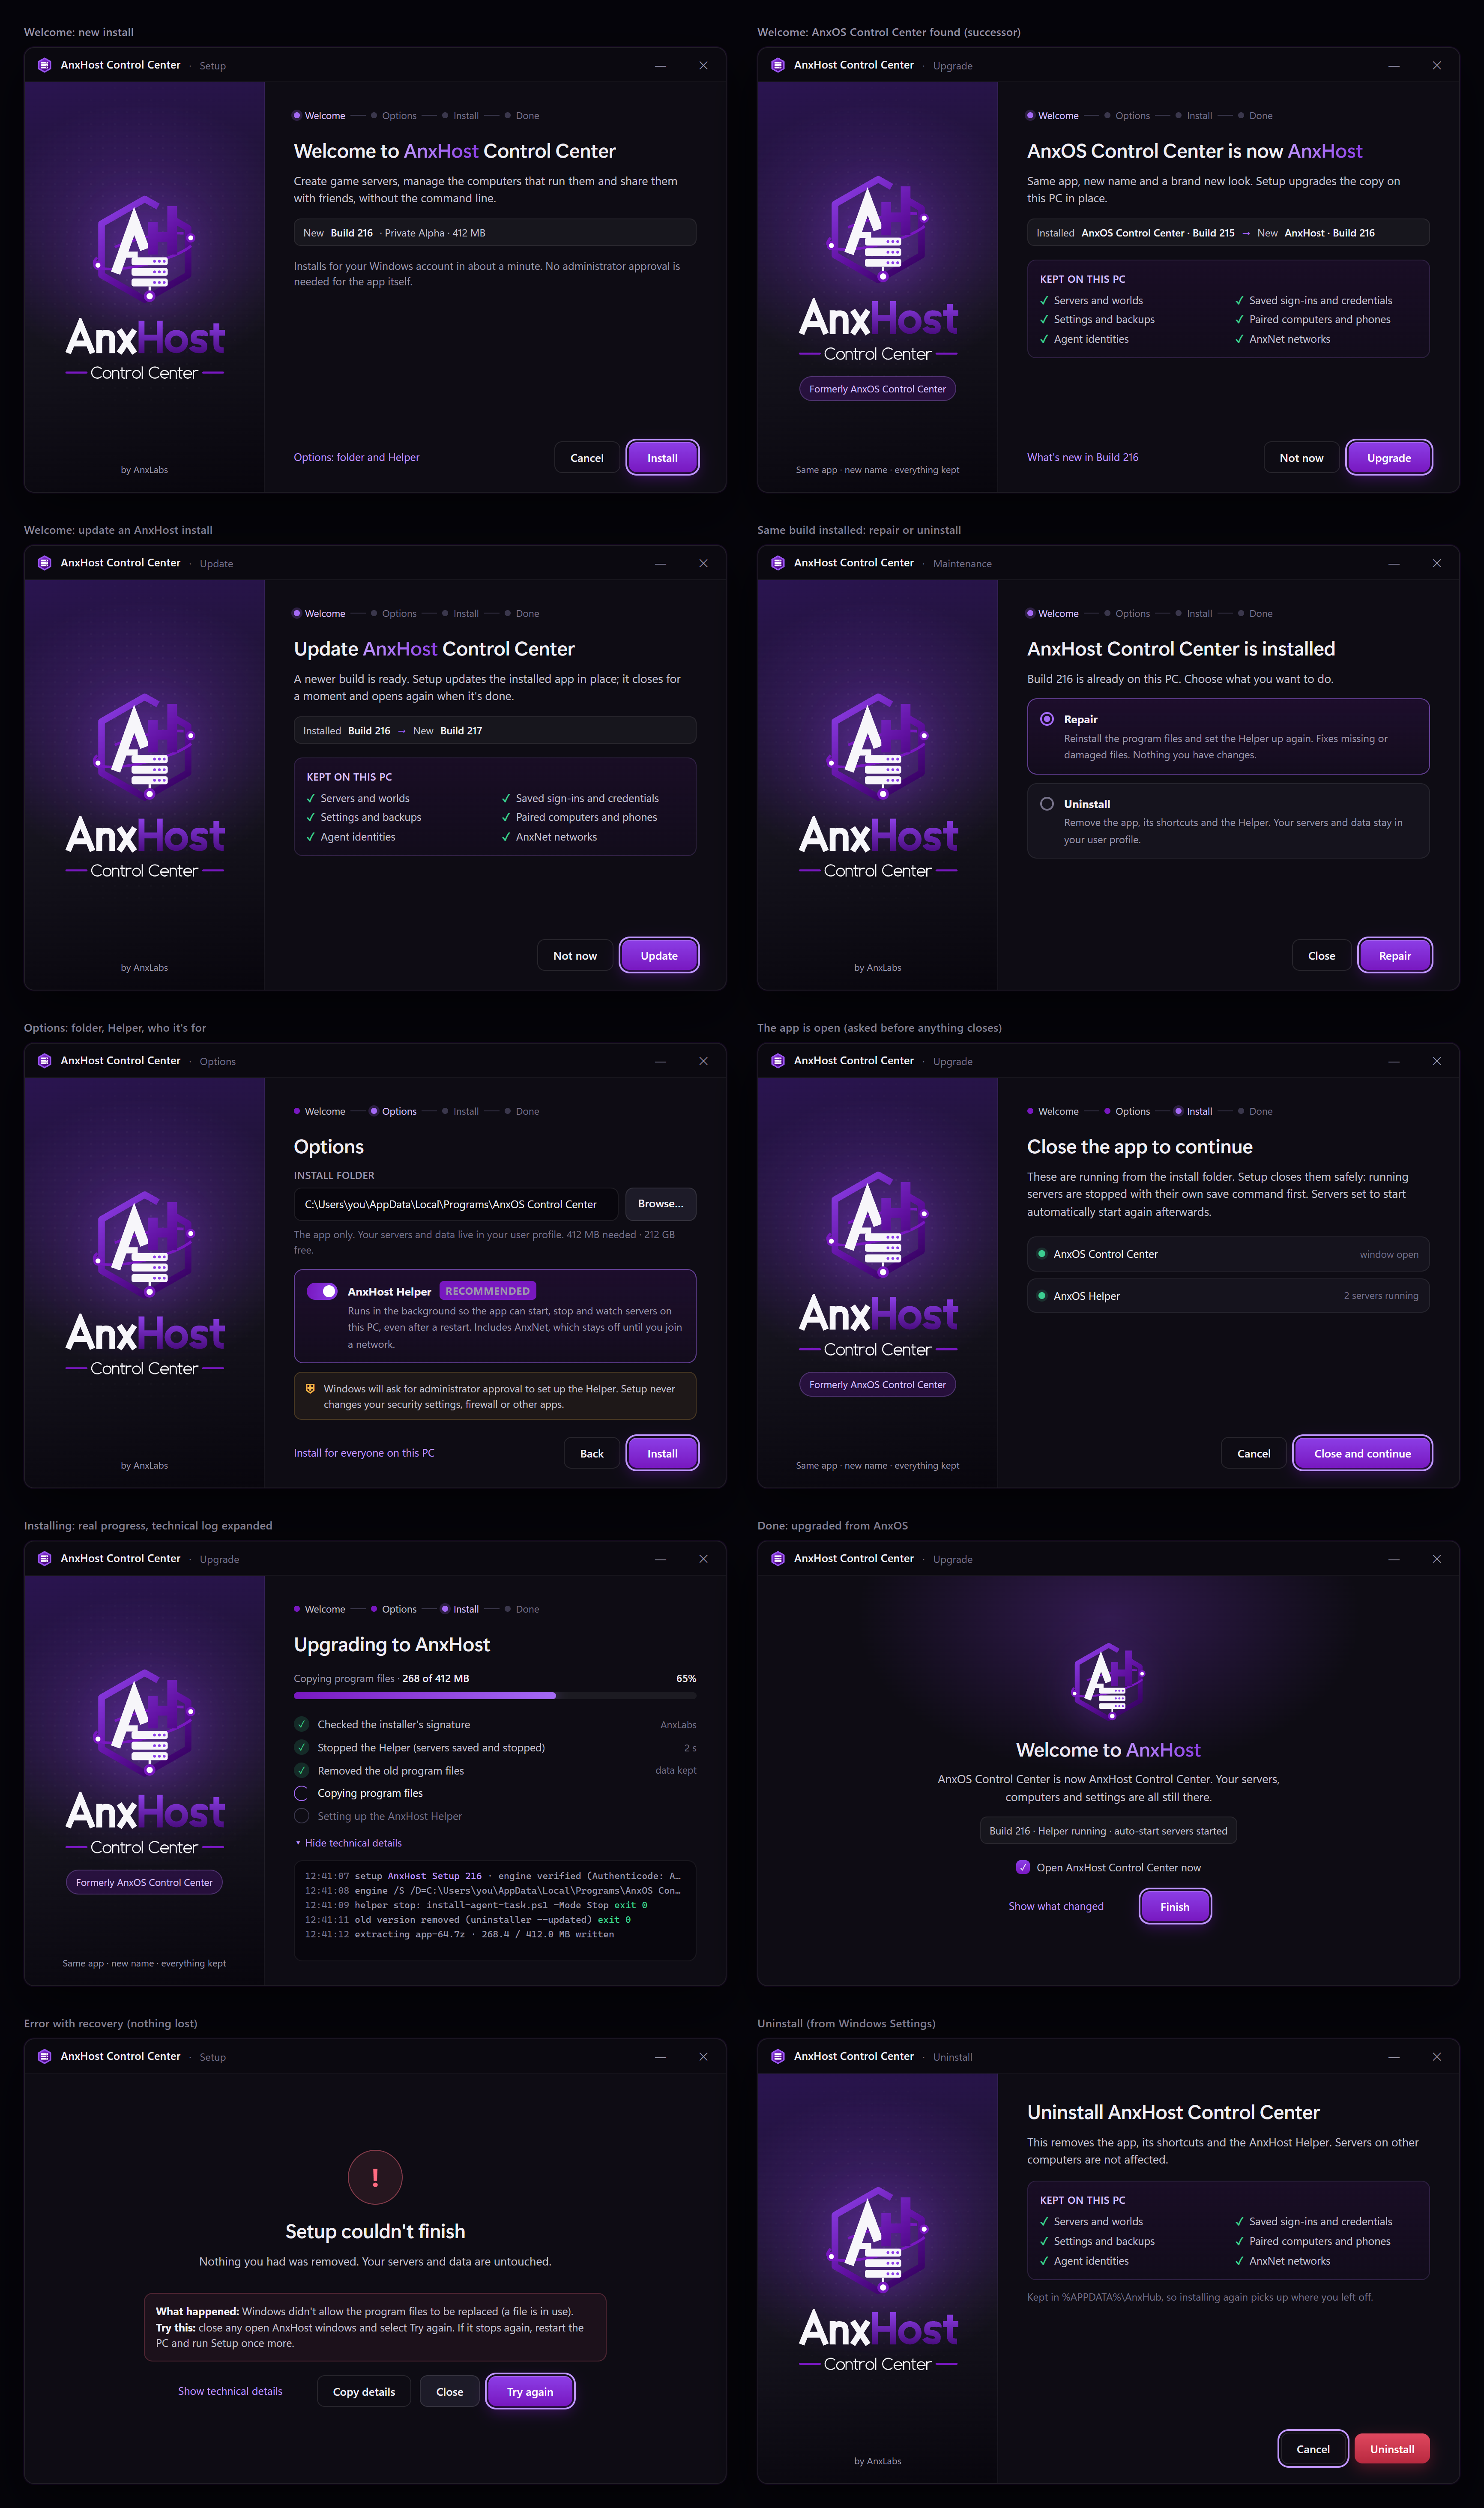 Welcome: new install
AnxHost Control Center · Setup
Welcome Options Install Done
Welcome to AnxHost Control Center
Create game servers, manage the computers that run them and share them
with friends, without the command line.
New Build 216 · Private Alpha · 412 MB
Installs for your Windows account in about a minute. No administrator approval is
needed for the app itself.
AnxHost
Control Center
by AnxLabs
Options: folder and Helper
Cancel
Install
Welcome: AnxOS Control Center found (successor)
AnxHost Control Center · Upgrade
Welcome Options Install Done
AnxOS Control Center is now AnxHost
Same app, new name and a brand new look. Setup upgrades the copy on
this PC in place.
Installed AnxOS Control Center · Build 215 → New AnxHost · Build 216
KEPT ON THIS PC
✓ Servers and worlds ✓ Saved sign-ins and credentials
✓ Settings and backups ✓ Paired computers and phones
✓ Agent identities ✓ AnxNet networks
AnxHost
Control Center
Formerly AnxOS Control Center
Same app · new name · everything kept
What's new in Build 216
Not now
Upgrade
Welcome: update an AnxHost install
AnxHost Control Center · Update
Welcome Options Install Done
Update AnxHost Control Center
A newer build is ready. Setup updates the installed app in place; it closes for
a moment and opens again when it's done.
Installed Build 216 → New Build 217
KEPT ON THIS PC
✓ Servers and worlds ✓ Saved sign-ins and credentials
✓ Settings and backups ✓ Paired computers and phones
✓ Agent identities ✓ AnxNet networks
AnxHost
Control Center
by AnxLabs
Not now
Update
Same build installed: repair or uninstall
AnxHost Control Center · Maintenance
Welcome Options Install Done
AnxHost Control Center is installed
Build 216 is already on this PC. Choose what you want to do.
Repair
Reinstall the program files and set the Helper up again. Fixes missing or
damaged files. Nothing you have changes.
Uninstall
Remove the app, its shortcuts and the Helper. Your servers and data stay in
your user profile.
AnxHost
Control Center
by AnxLabs
Close
Repair
Options: folder, Helper, who it's for
AnxHost Control Center · Options
Welcome Options Install Done
Options
INSTALL FOLDER
C:\Users\you\AppData\Local\Programs\AnxOS Control Center
Browse...
The app only. Your servers and data live in your user profile. 412 MB needed · 212 GB
free.
AnxHost Helper RECOMMENDED
Runs in the background so the app can start, stop and watch servers on
this PC, even after a restart. Includes AnxNet, which stays off until you join
a network.
Windows will ask for administrator approval to set up the Helper. Setup never
changes your security settings, firewall or other apps.
AnxHost
Control Center
by AnxLabs
Install for everyone on this PC
Back
Install
The app is open (asked before anything closes)
AnxHost Control Center · Upgrade
Welcome Options Install Done
Close the app to continue
These are running from the install folder. Setup closes them safely: running
servers are stopped with their own save command first. Servers set to start
automatically start again afterwards.
AnxOS Control Center window open
AnxOS Helper 2 servers running
AnxHost
Control Center
Formerly AnxOS Control Center
Same app · new name · everything kept
Cancel
Close and continue
Installing: real progress, technical log expanded
AnxHost Control Center · Upgrade
Welcome Options Install Done
Upgrading to AnxHost
Copying program files · 268 of 412 MB 65%
✓ Checked the installer's signature AnxLabs
✓ Stopped the Helper (servers saved and stopped) 2 s
✓ Removed the old program files data kept
Copying program files
Setting up the AnxHost Helper
▾ Hide technical details
12:41:07 setup AnxHost Setup 216 · engine verified (Authenticode: A…
12:41:08 engine /S /D=C:\Users\you\AppData\Local\Programs\AnxOS Con…
12:41:09 helper stop: install-agent-task.ps1 -Mode Stop exit 0
12:41:11 old version removed (uninstaller --updated) exit 0
12:41:12 extracting app-64.7z · 268.4 / 412.0 MB written
AnxHost
Control Center
Formerly AnxOS Control Center
Same app · new name · everything kept
Done: upgraded from AnxOS
AnxHost Control Center · Upgrade
Welcome to AnxHost
AnxOS Control Center is now AnxHost Control Center. Your servers,
computers and settings are all still there.
Build 216 · Helper running · auto-start servers started
✓ Open AnxHost Control Center now
Show what changed
Finish
Error with recovery (nothing lost)
AnxHost Control Center · Setup
!
Setup couldn't finish
Nothing you had was removed. Your servers and data are untouched.
What happened: Windows didn't allow the program files to be replaced (a file is in use).
Try this: close any open AnxHost windows and select Try again. If it stops again, restart the
PC and run Setup once more.
Show technical details
Copy details
Close
Try again
Uninstall (from Windows Settings)
AnxHost Control Center · Uninstall
Uninstall AnxHost Control Center
This removes the app, its shortcuts and the AnxHost Helper. Servers on other
computers are not affected.
KEPT ON THIS PC
✓ Servers and worlds ✓ Saved sign-ins and credentials
✓ Settings and backups ✓ Paired computers and phones
✓ Agent identities ✓ AnxNet networks
Kept in %APPDATA%\AnxHub, so installing again picks up where you left off.
AnxHost
Control Center
by AnxLabs
Cancel
Uninstall